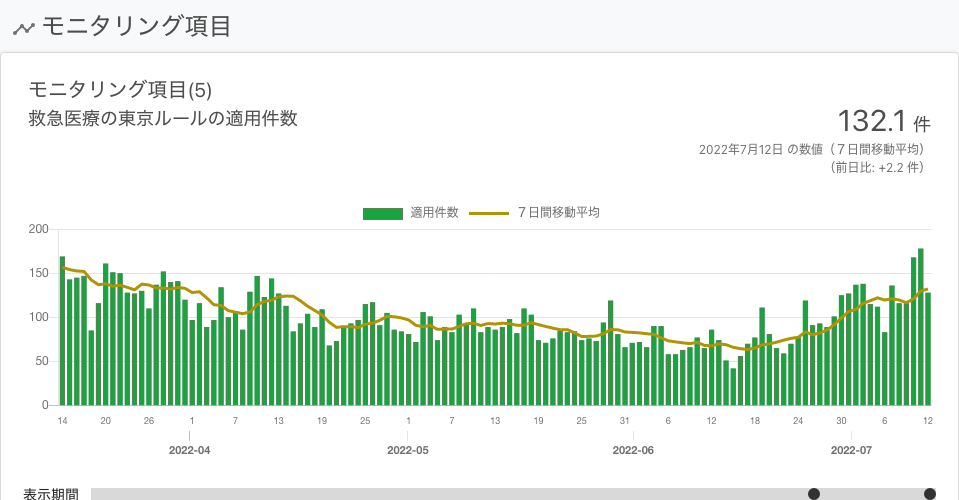 モニタリング項目
モニタリング項目(5)
救急医療の東京ルールの適用件数
132.1 件
2022年7月12日 の数値（７日間移動平均）
（前日比: +2.2 件）
適用件数 ７日間移動平均
200
150
100
50
0
14 20 26 1 7 13 19 25 1 7 13 19 25 31 6 12 18 24 30 6 12
2022-04 2022-05 2022-06 2022-07
表示期間